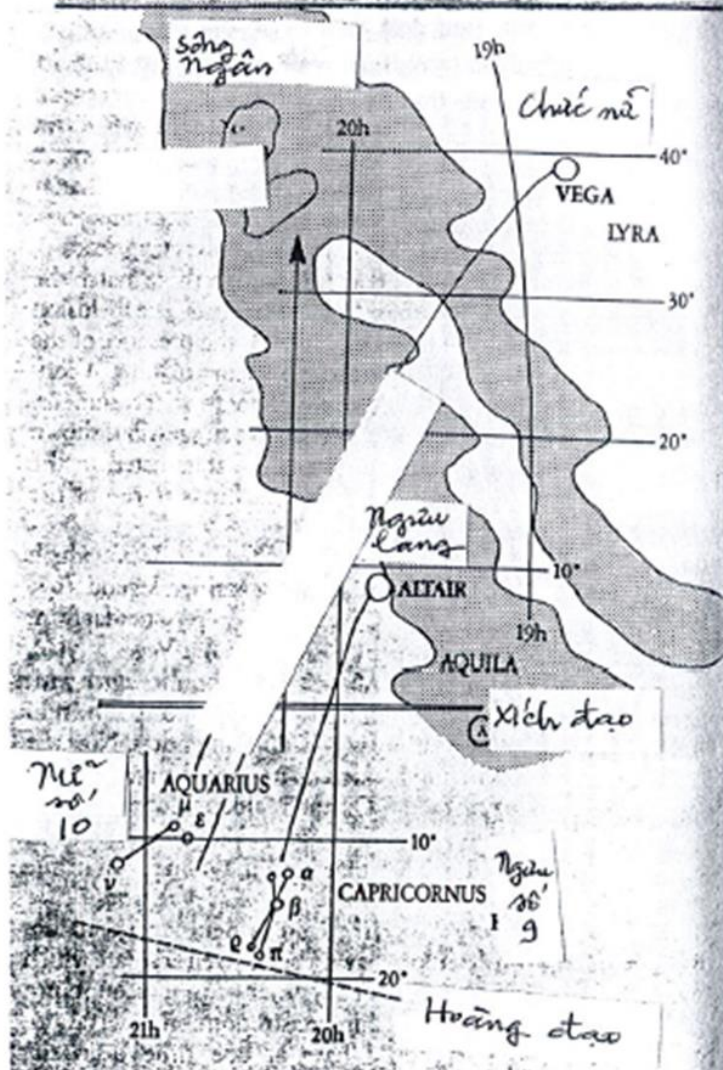 sông
ngân
19h
Chức nữ
20h
40°
VEGA
LYRA
30°
20°
Ngưu
lang
10°
ALTAIR
19h
AQUILA
Xích đạo
Nữ
số
10
AQUARIUS
μ
ε
10°
ν
α
CAPRICORNUS
Ngưu
số
9
β
ϱ
π
20°
21h
20h
Hoàng đạo